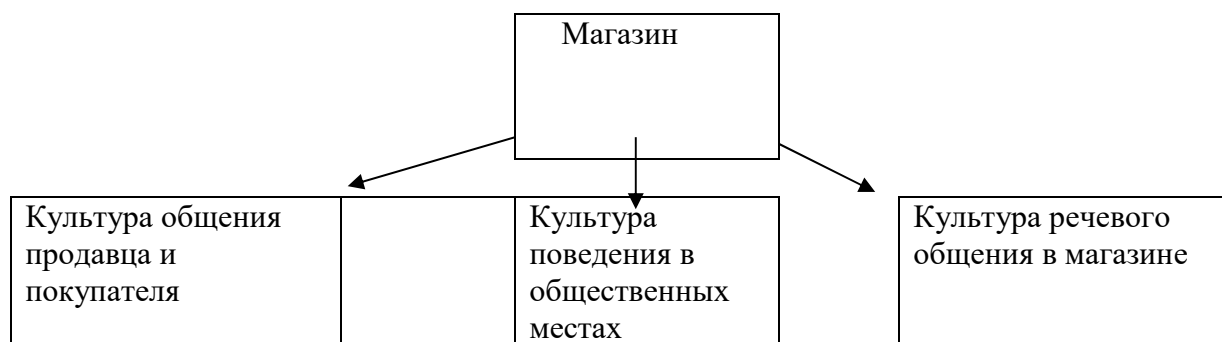 Магазин
Культура общения
продавца и
покупателя
Культура
поведения в
общественных
местах
Культура речевого
общения в магазине